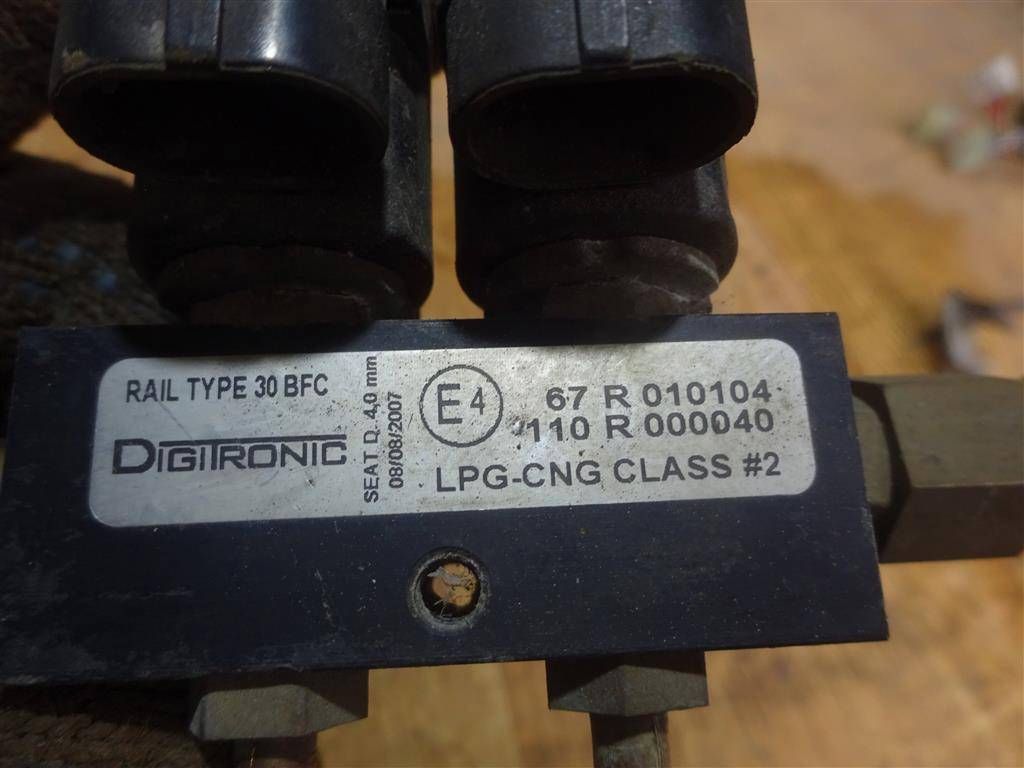 RAIL TYPE 30 BFC
DIGITRONIC
SEAT D. 4,0 mm
08/08/2007
E4
67 R 010104
110 R 000040
LPG-CNG CLASS #2